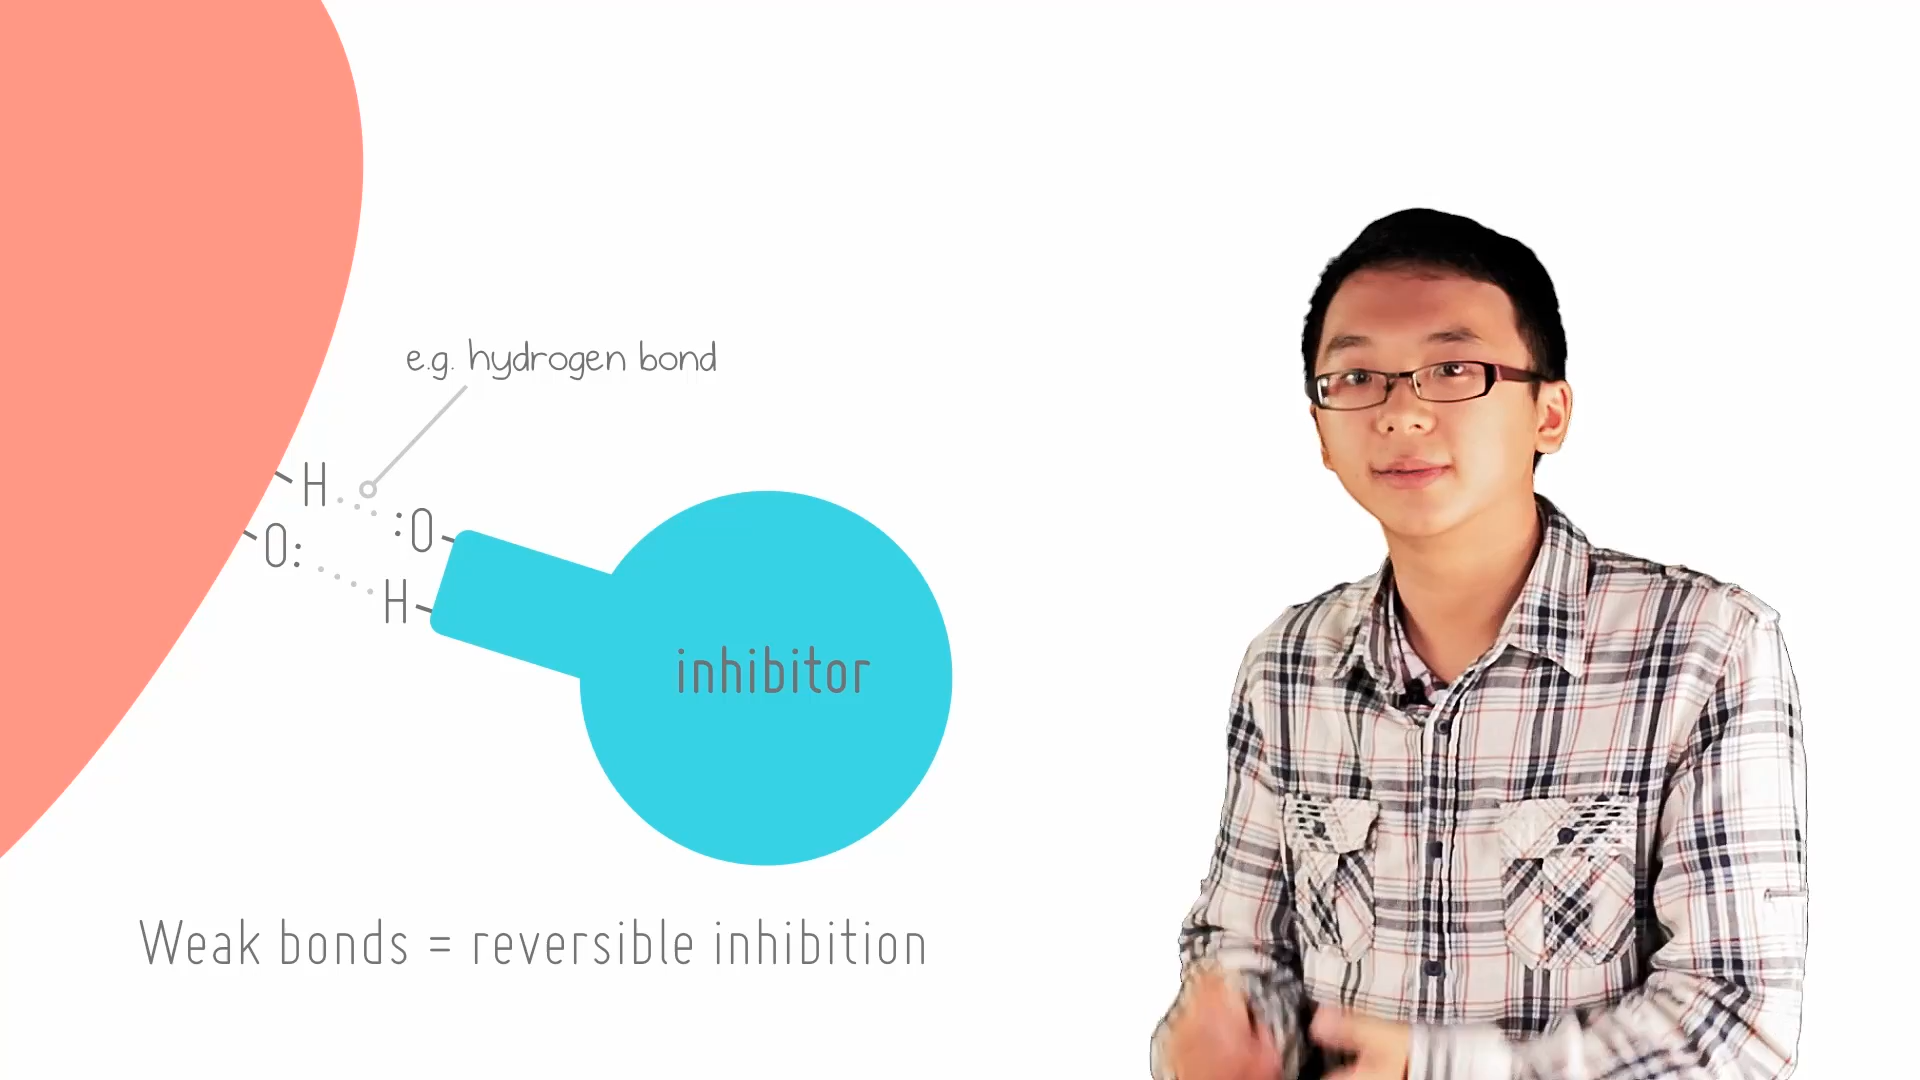 e.g. hydrogen bond
H
:O
O:
H
inhibitor
Weak bonds = reversible inhibition